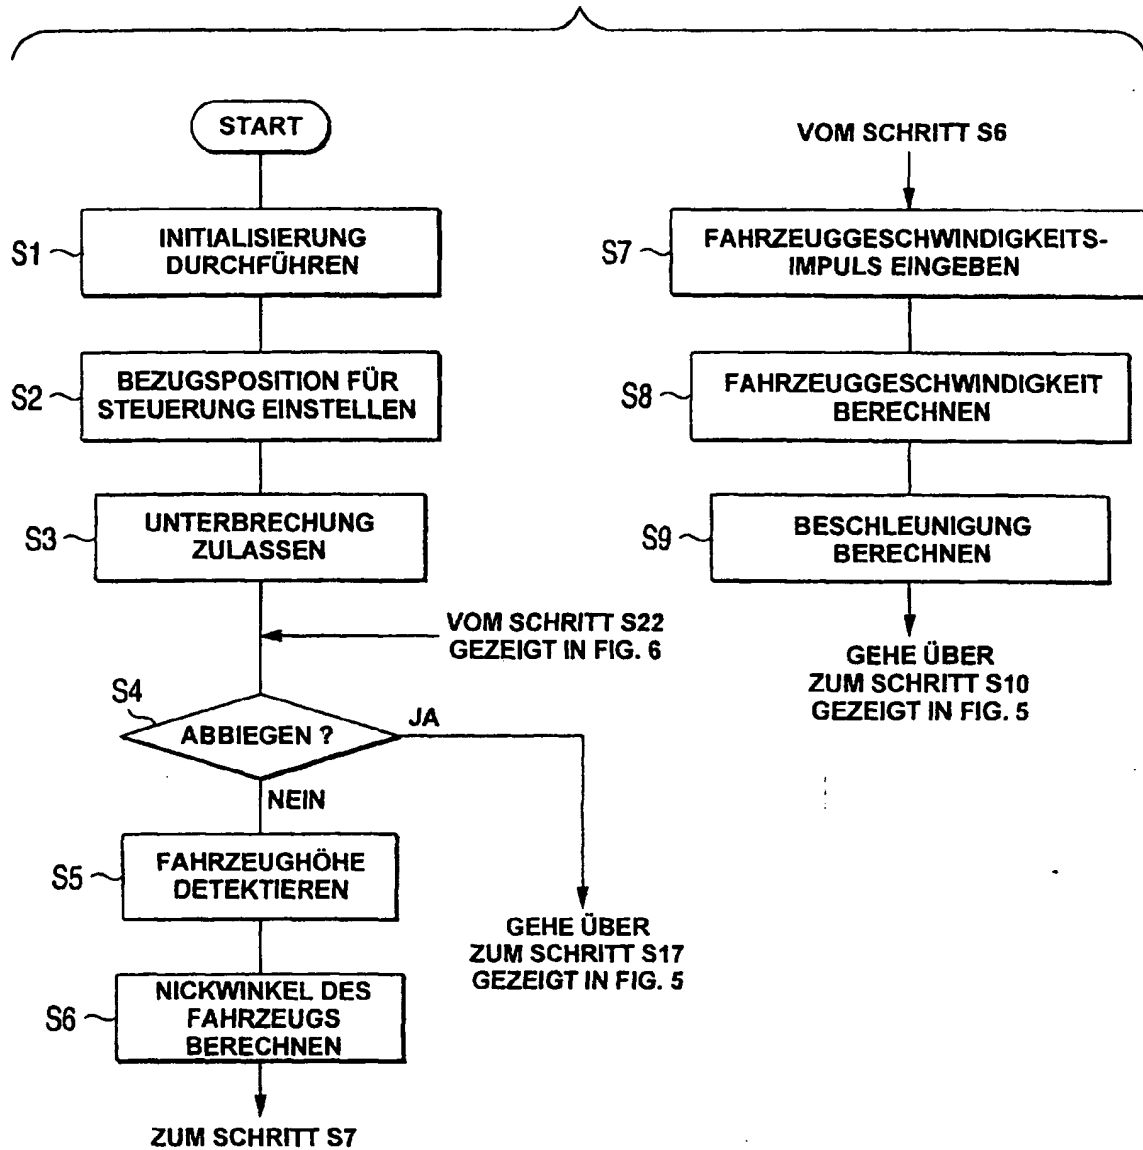 START
S1
INITIALISIERUNG
DURCHFÜHREN
S2
BEZUGSPOSITION FÜR
STEUERUNG EINSTELLEN
S3
UNTERBRECHUNG
ZULASSEN
VOM SCHRITT S22
GEZEIGT IN FIG. 6
S4
ABBIEGEN ?
JA
NEIN
S5
FAHRZEUGHÖHE
DETEKTIEREN
GEHE ÜBER
ZUM SCHRITT S17
GEZEIGT IN FIG. 5
S6
NICKWINKEL DES
FAHRZEUGS
BERECHNEN
ZUM SCHRITT S7
VOM SCHRITT S6
S7
FAHRZEUGGESCHWINDIGKEITS-
IMPULS EINGEBEN
S8
FAHRZEUGGESCHWINDIGKEIT
BERECHNEN
S9
BESCHLEUNIGUNG
BERECHNEN
GEHE ÜBER
ZUM SCHRITT S10
GEZEIGT IN FIG. 5